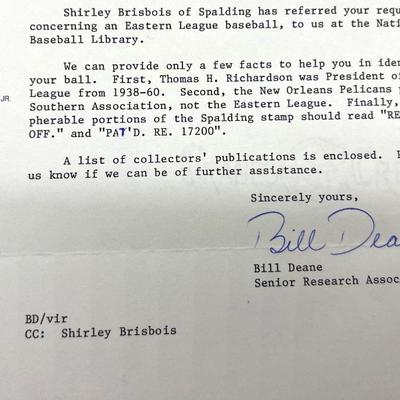 Shirley Brisbois of Spalding has referred your requ
concerning an Eastern League baseball, to us at the Nati
Baseball Library.
We can provide only a few facts to help you in iden
your ball. First, Thomas H. Richardson was President of
League from 1938-60. Second, the New Orleans Pelicans p
Southern Association, not the Eastern League. Finally,
pherable portions of the Spalding stamp should read "RE
OFF." and "PAT'D. RE. 17200".
JR.
A list of collectors' publications is enclosed.
us know if we can be of further assistance.
Sincerely yours,
Bill Dea
Bill Deane
Senior Research Assoc
BD/vir
CC: Shirley Brisbois